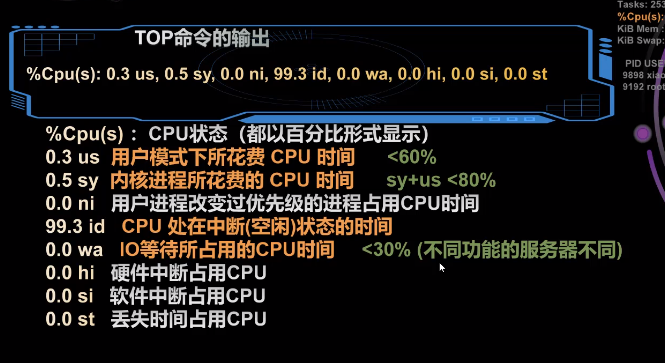 TOP命令的输出
%Cpu(s): 0.3 us, 0.5 sy, 0.0 ni, 99.3 id, 0.0 wa, 0.0 hi, 0.0 si, 0.0 st
%Cpu(s) ：CPU状态（都以百分比形式显示）
0.3 us 用户模式下所花费 CPU 时间 <60%
0.5 sy 内核进程所花费的 CPU 时间 sy+us <80%
0.0 ni 用户进程改变过优先级的进程占用CPU时间
99.3 id CPU 处在中断(空闲)状态的时间
0.0 wa IO等待所占用的CPU时间 <30% (不同功能的服务器不同)
0.0 hi 硬件中断占用CPU
0.0 si 软件中断占用CPU
0.0 st 丢失时间占用CPU
Tasks: 253
%Cpu(s):
KiB Mem :
KiB Swap:
PID USE
9898 xiao
9192 root